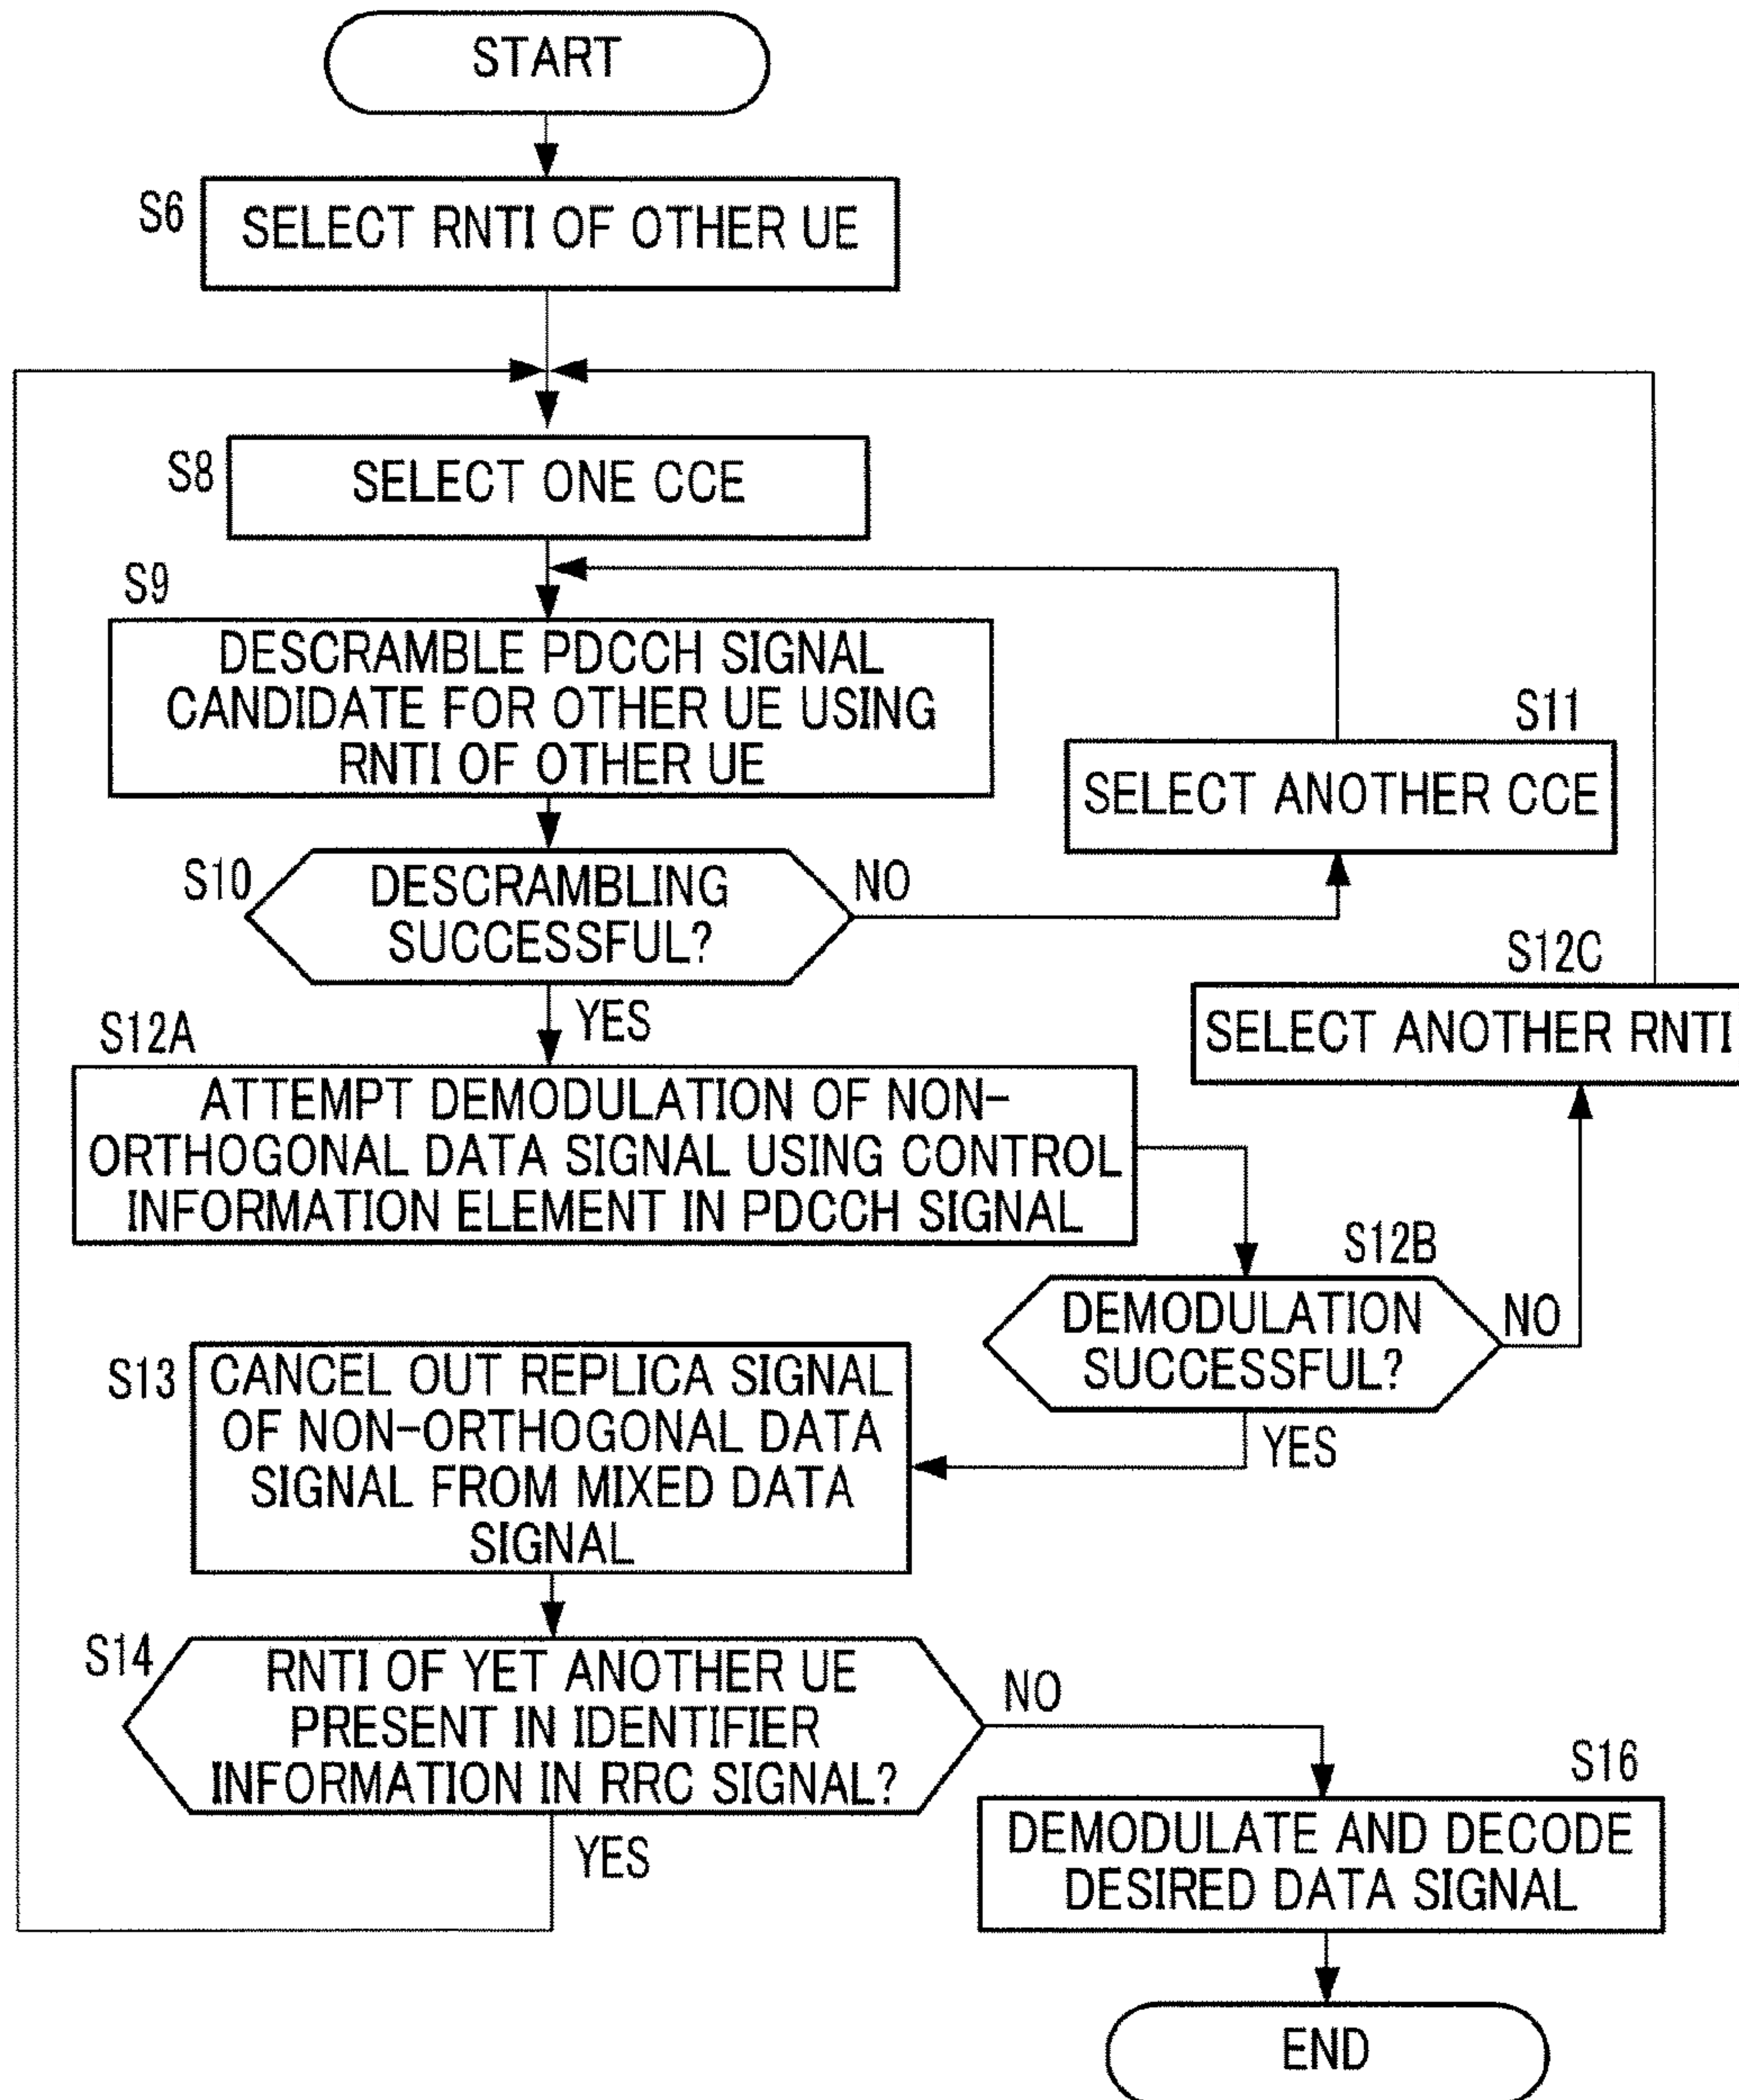 START
S6
SELECT RNTI OF OTHER UE
S8
SELECT ONE CCE
S9
DESCRAMBLE PDCCH SIGNAL
CANDIDATE FOR OTHER UE USING
RNTI OF OTHER UE
S11
SELECT ANOTHER CCE
S10
DESCRAMBLING
SUCCESSFUL?
NO
YES
S12C
SELECT ANOTHER RNTI
S12A
ATTEMPT DEMODULATION OF NON-
ORTHOGONAL DATA SIGNAL USING CONTROL
INFORMATION ELEMENT IN PDCCH SIGNAL
S12B
DEMODULATION
SUCCESSFUL?
NO
YES
S13
CANCEL OUT REPLICA SIGNAL
OF NON-ORTHOGONAL DATA
SIGNAL FROM MIXED DATA
SIGNAL
S14
RNTI OF YET ANOTHER UE
PRESENT IN IDENTIFIER
INFORMATION IN RRC SIGNAL?
NO
YES
S16
DEMODULATE AND DECODE
DESIRED DATA SIGNAL
END